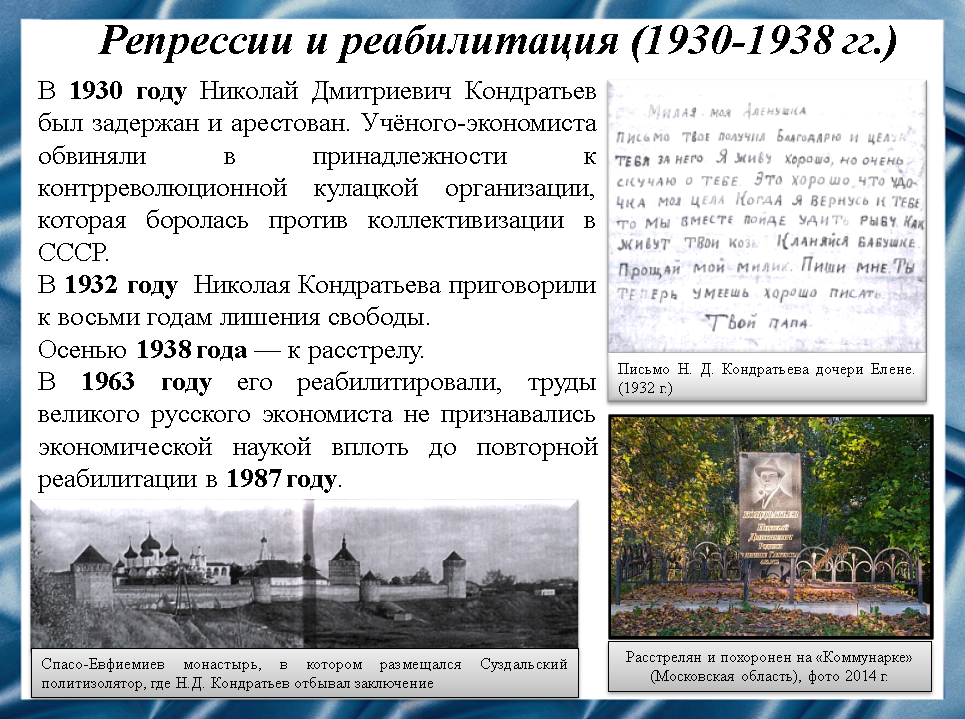 Репрессии и реабилитация (1930-1938 гг.)
В 1930 году Николай Дмитриевич Кондратьев
был задержан и арестован. Учёного-экономиста
обвиняли в принадлежности к
контрреволюционной кулацкой организации,
которая боролась против коллективизации в
СССР.
В 1932 году Николая Кондратьева приговорили
к восьми годам лишения свободы.
Осенью 1938 года — к расстрелу.
В 1963 году его реабилитировали, труды
великого русского экономиста не признавались
экономической наукой вплоть до повторной
реабилитации в 1987 году.
Милая моя Аленушка
Письмо твое получил Благодарю и целую
тебя за него Я живу хорошо, но очень
скучаю о тебе. Это хорошо, что удо-
чка моя цела Когда я вернусь к тебе,
то мы вместе пойде удить рыбу. Как
живут твои козы Кланяйся бабушке.
Прощай мой милик. Пиши мне. Ты
теперь умеешь хорошо писать
Твой папа
Письмо Н. Д. Кондратьева дочери Елене.
(1932 г.)
Кондратьев
Николай
Дмитриевич
Спасо-Евфимиев монастырь, в котором размещался Суздальский
политизолятор, где Н.Д. Кондратьев отбывал заключение
Расстрелян и похоронен на «Коммунарке»
(Московская область), фото 2014 г.